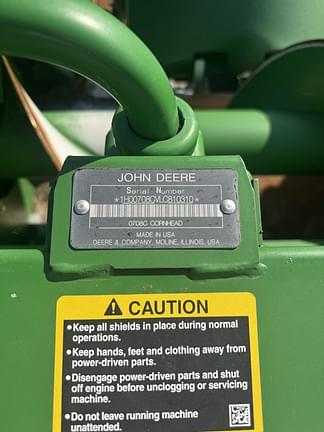 JOHN DEERE
Serial Number
*1H00708CVLC810310*
0708C CORNHEAD
MADE IN USA
DEERE & COMPANY, MOLINE, ILLINOIS, USA
CAUTION
•Keep all shields in place during normal
operations.
•Keep hands, feet and clothing away from
power-driven parts.
•Disengage power-driven parts and shut
off engine before unclogging or servicing
machine.
•Do not leave running machine
unattended.